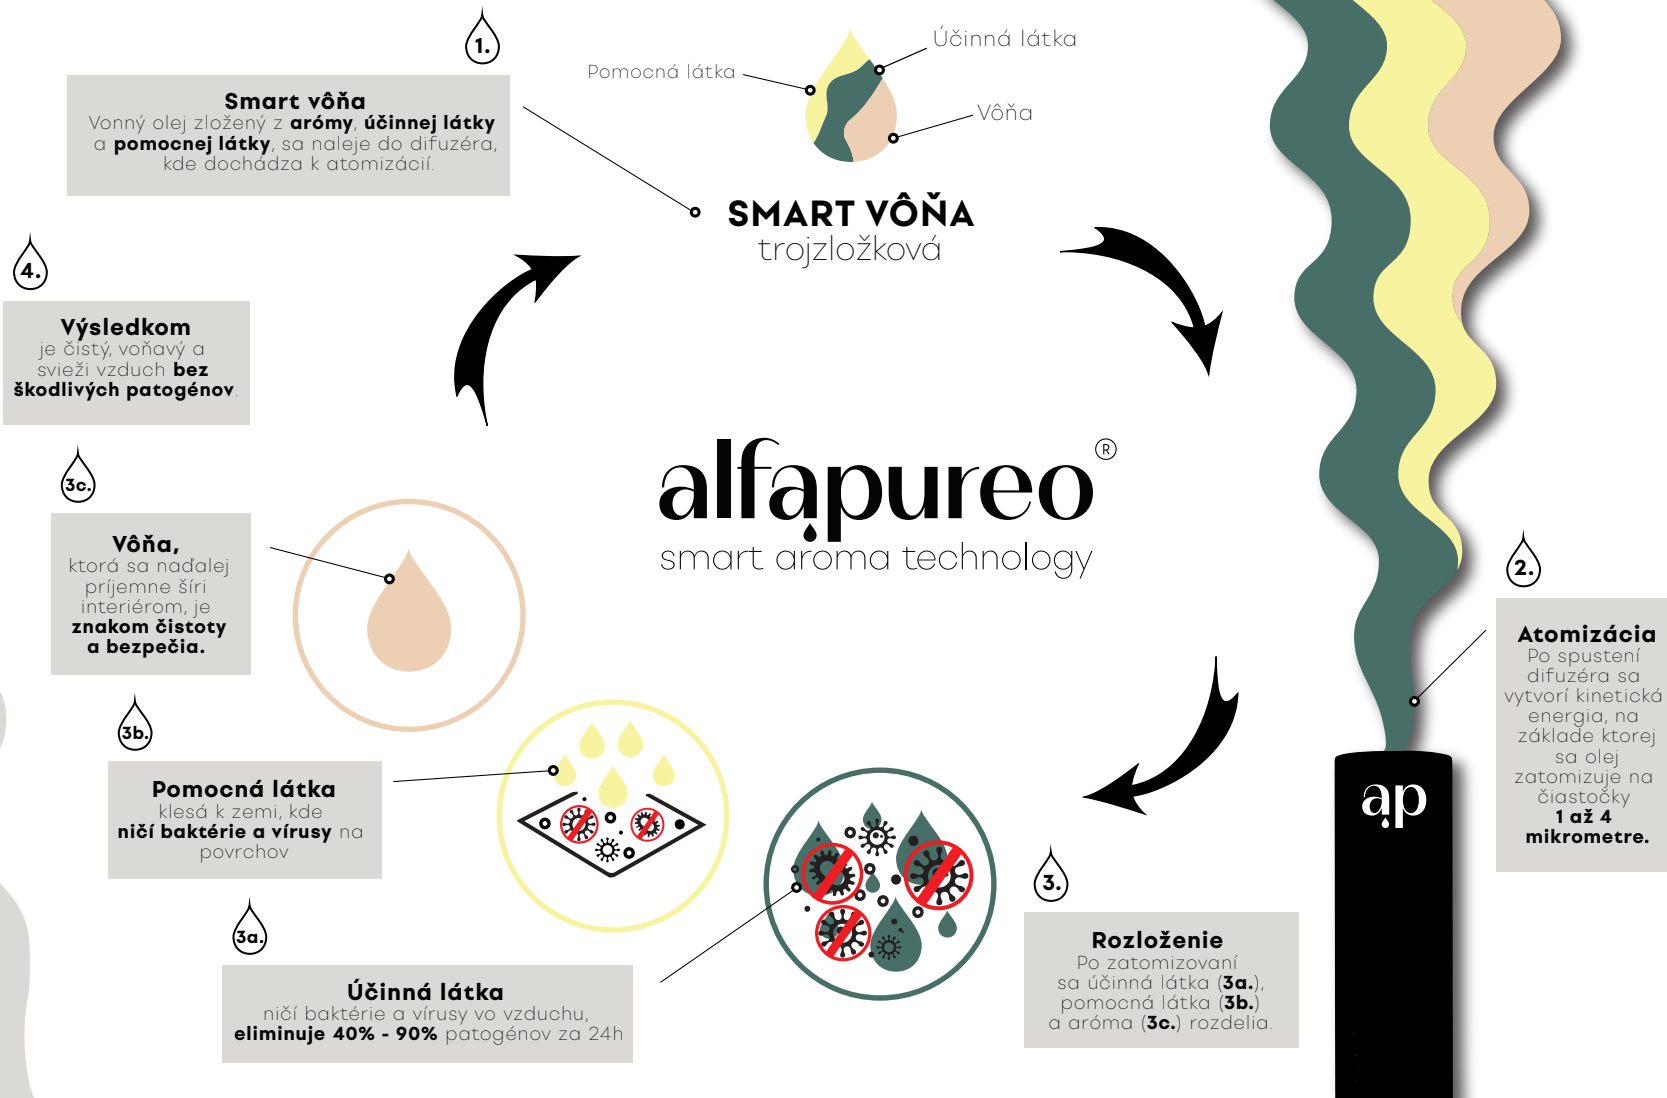 1.
Smart vôňa
Vonný olej zložený z arómy, účinnej látky
a pomocnej látky, sa naleje do difuzéra,
kde dochádza k atomizácií.
Pomocná látka
Účinná látka
Vôňa
SMART VÔŇA
trojzložková
4.
Výsledkom
je čistý, voňavý a
svieži vzduch bez
škodlivých patogénov.
alfapureo®
smart aroma technology
3c.
Vôňa,
ktorá sa naďalej
príjemne šíri
interiérom, je
znakom čistoty
a bezpečia.
2.
Atomizácia
Po spustení
difuzéra sa
vytvorí kinetická
energia, na
základe ktorej
sa olej
zatomizuje na
čiastočky
1 až 4
mikrometre.
ap
3b.
Pomocná látka
klesá k zemi, kde
ničí baktérie a vírusy na
povrchov
3.
Rozloženie
Po zatomizovaní
sa účinná látka (3a.),
pomocná látka (3b.)
a aróma (3c.) rozdelia.
3a.
Účinná látka
ničí baktérie a vírusy vo vzduchu,
eliminuje 40% - 90% patogénov za 24h